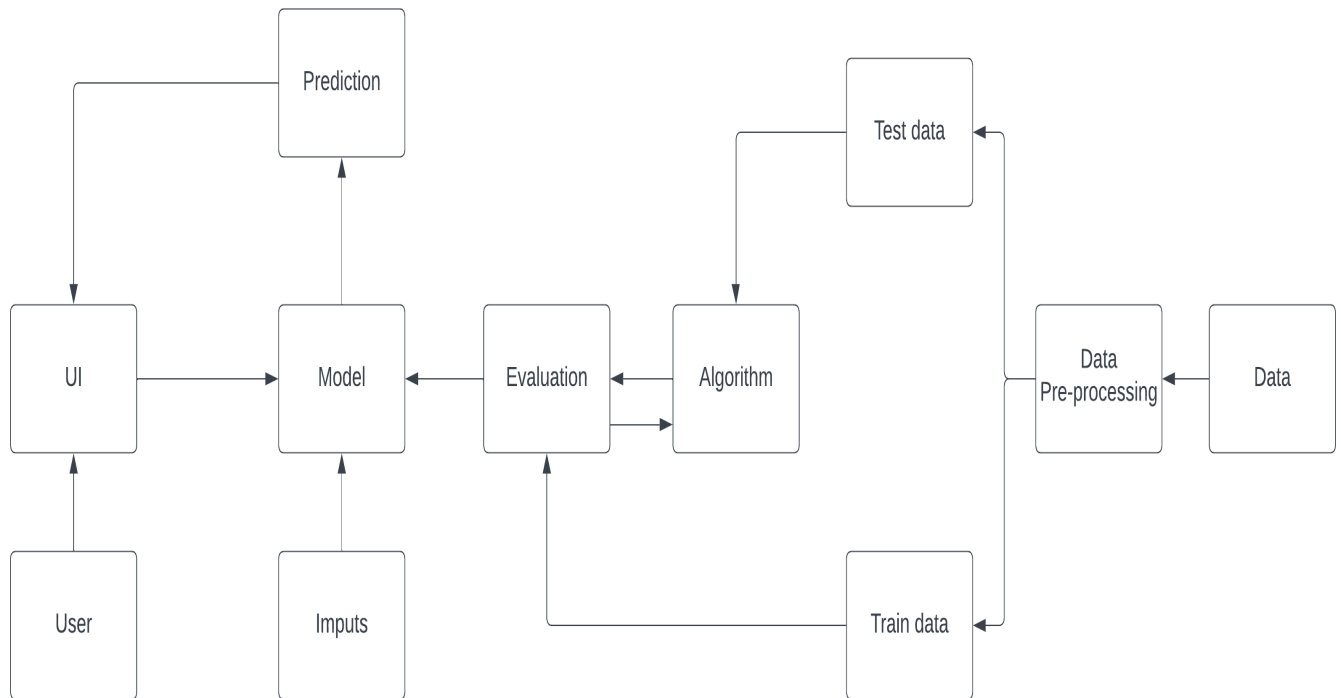 Prediction
Test data
UI
Model
Evaluation
Algorithm
Data
Pre-processing
Data
User
Imputs
Train data